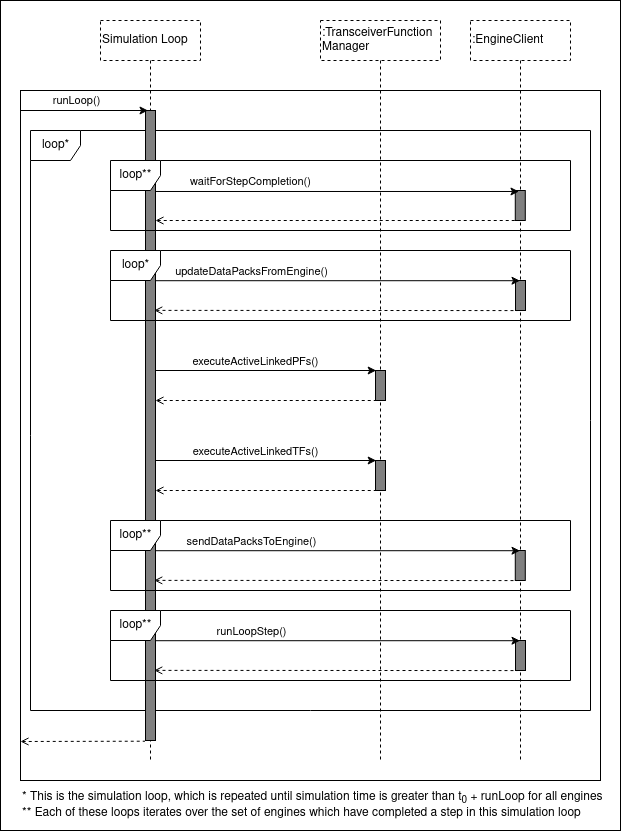 Simulation Loop
:TransceiverFunction
Manager
:EngineClient
runLoop()
loop*
loop**
waitForStepCompletion()
loop*
updateDataPacksFromEngine()
executeActiveLinkedPFs()
executeActiveLinkedTFs()
loop**
sendDataPacksToEngine()
loop**
runLoopStep()
* This is the simulation loop, which is repeated until simulation time is greater than t0 + runLoop for all engines
** Each of these loops iterates over the set of engines which have completed a step in this simulation loop